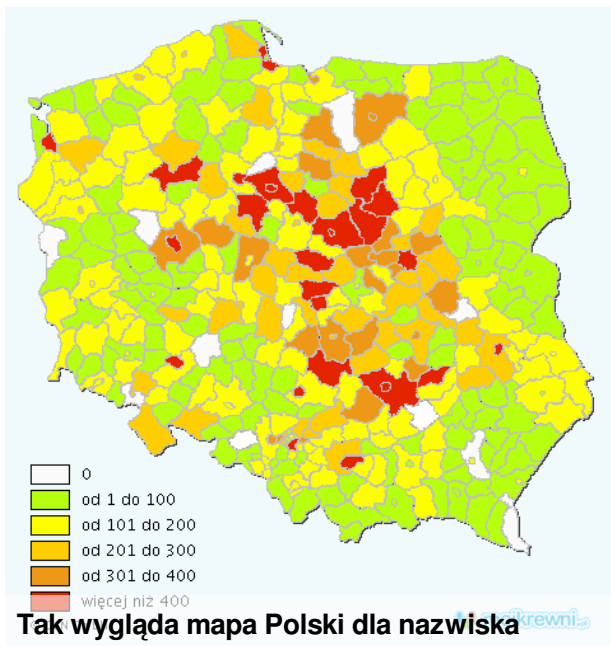 0
od 1 do 100
od 101 do 200
od 201 do 300
od 301 do 400
więcej niż 400
Tak wygląda mapa Polski dla nazwiska